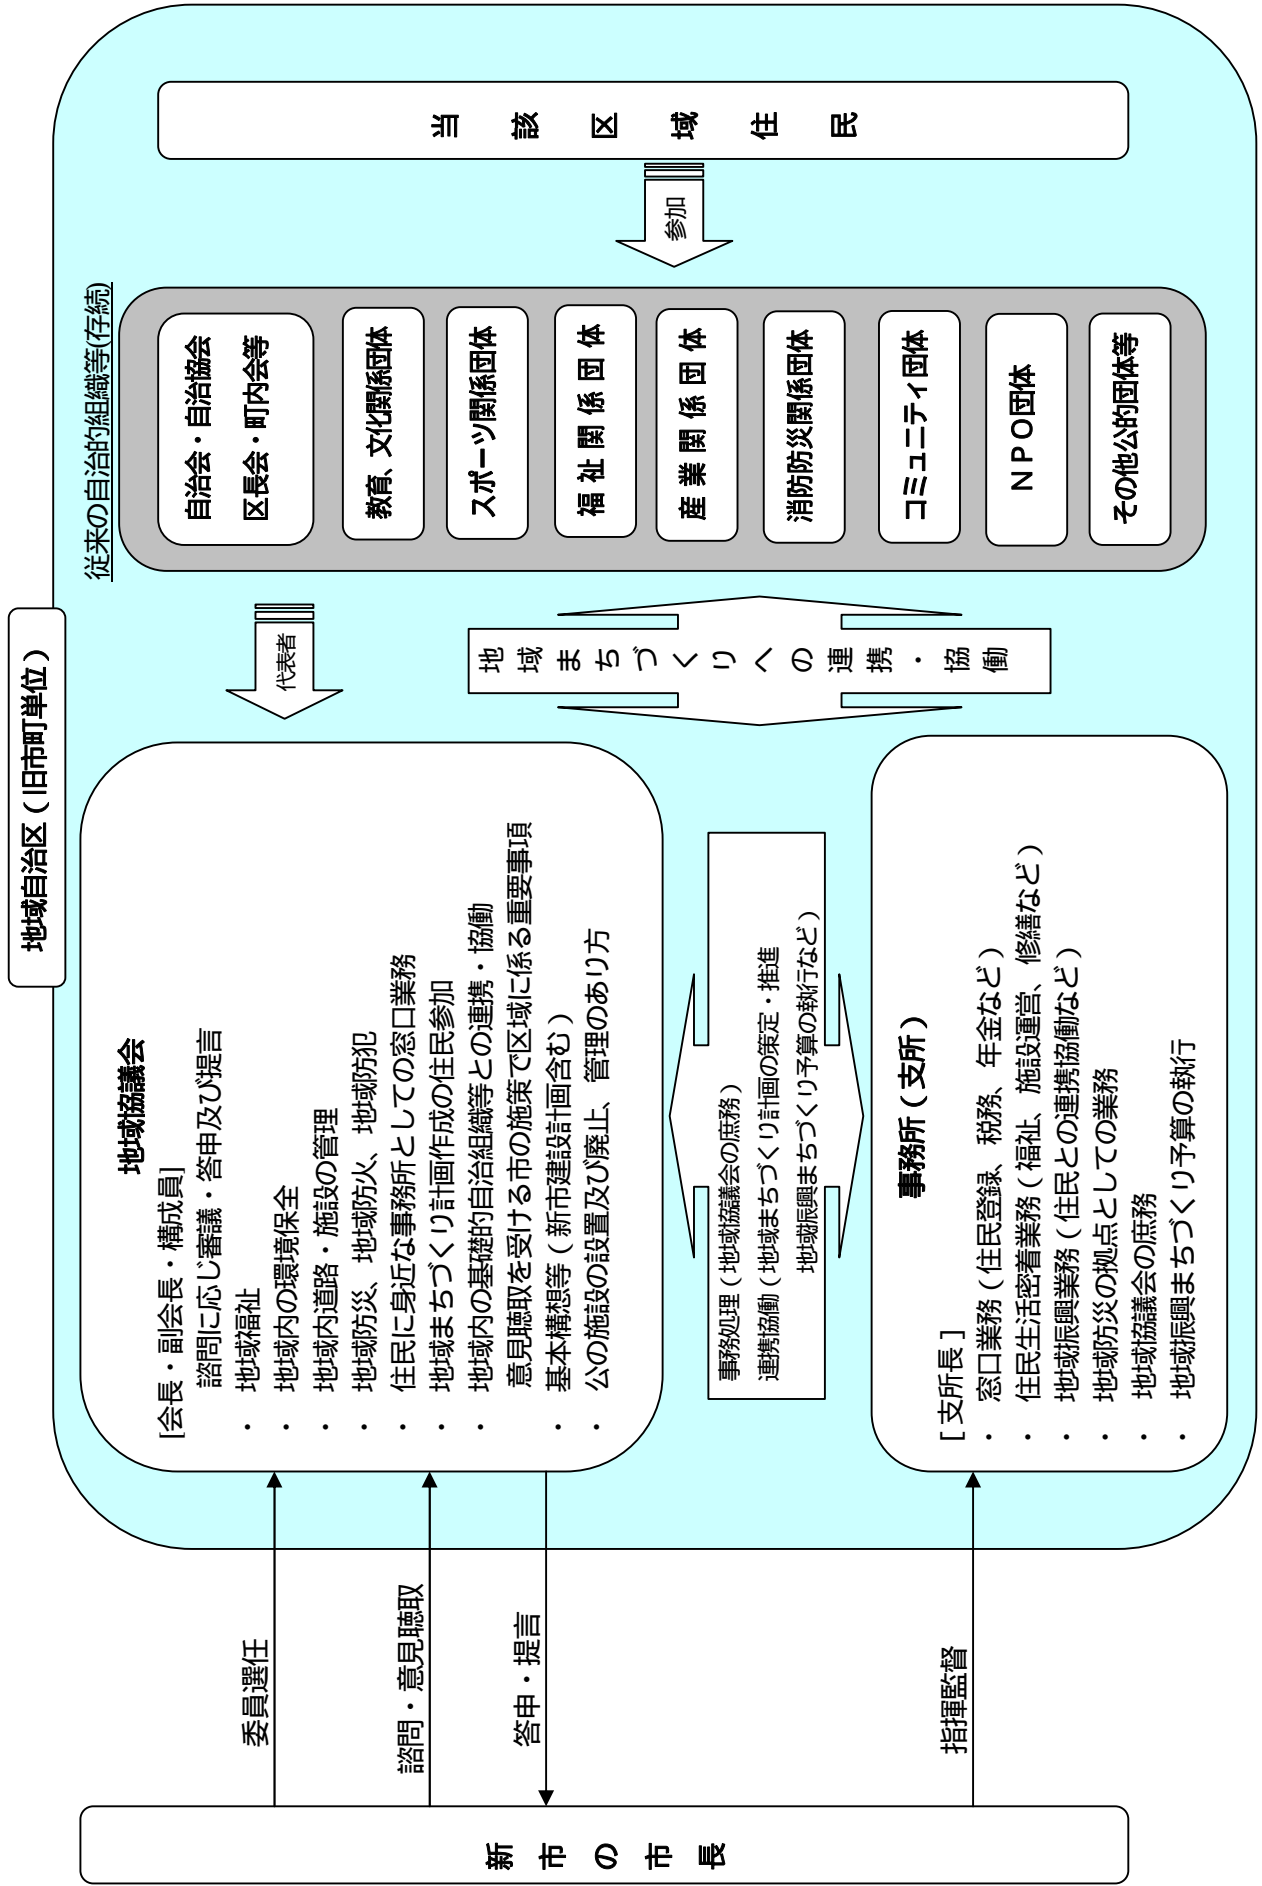 地域自治区（旧市町単位）
新市の市長
委員選任
諮問・意見聴取
答申・提言
指揮監督
地域協議会
[会長・副会長・構成員]
諮問に応じ審議・答申及び提言
・ 地域福祉
・ 地域内の環境保全
・ 地域内道路・施設の管理
・ 地域防災、地域防火、地域防犯
・ 住民に身近な事務所としての窓口業務
・ 地域まちづくり計画作成の住民参加
・ 地域内の基礎的自治組織等との連携・協働
意見聴取を受ける市の施策で区域に係る重要事項
・ 基本構想等（新市建設計画含む）
・ 公の施設の設置及び廃止、管理のあり方
事務処理（地域協議会の庶務）
連携協働（地域まちづくり計画の策定・推進
地域振興まちづくり予算の執行など）
事務所（支所）
[支所長]
・ 窓口業務（住民登録、税務、年金など）
・ 住民生活密着業務（福祉、施設運営、修繕など）
・ 地域振興業務（住民との連携協働など）
・ 地域防災の拠点としての業務
・ 地域協議会の庶務
・ 地域振興まちづくり予算の執行
代表者
地域まちづくりへの連携・協働
従来の自治的組織等(存続)
自治会・自治協会
区長会・町内会等
教育、文化関係団体
スポーツ関係団体
福祉関係団体
産業関係団体
消防防災関係団体
コミュニティ団体
ＮＰＯ団体
その他公的団体等
参加
当該区域住民